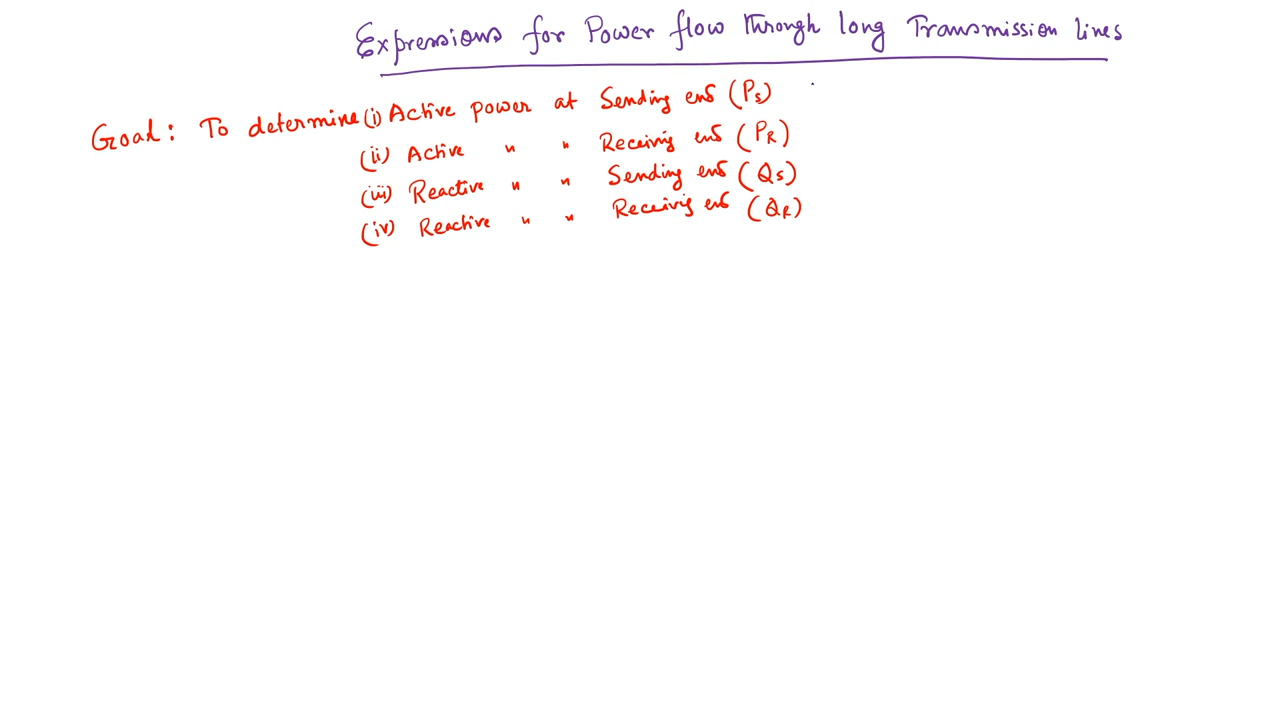 Expressions for Power flow through long Transmission lines
Goal: To determine (i) Active power at Sending end (PS)
(ii) Active " " Receiving end (PR)
(iii) Reactive " " Sending end (QS)
(iv) Reactive " " Receiving end (QR)